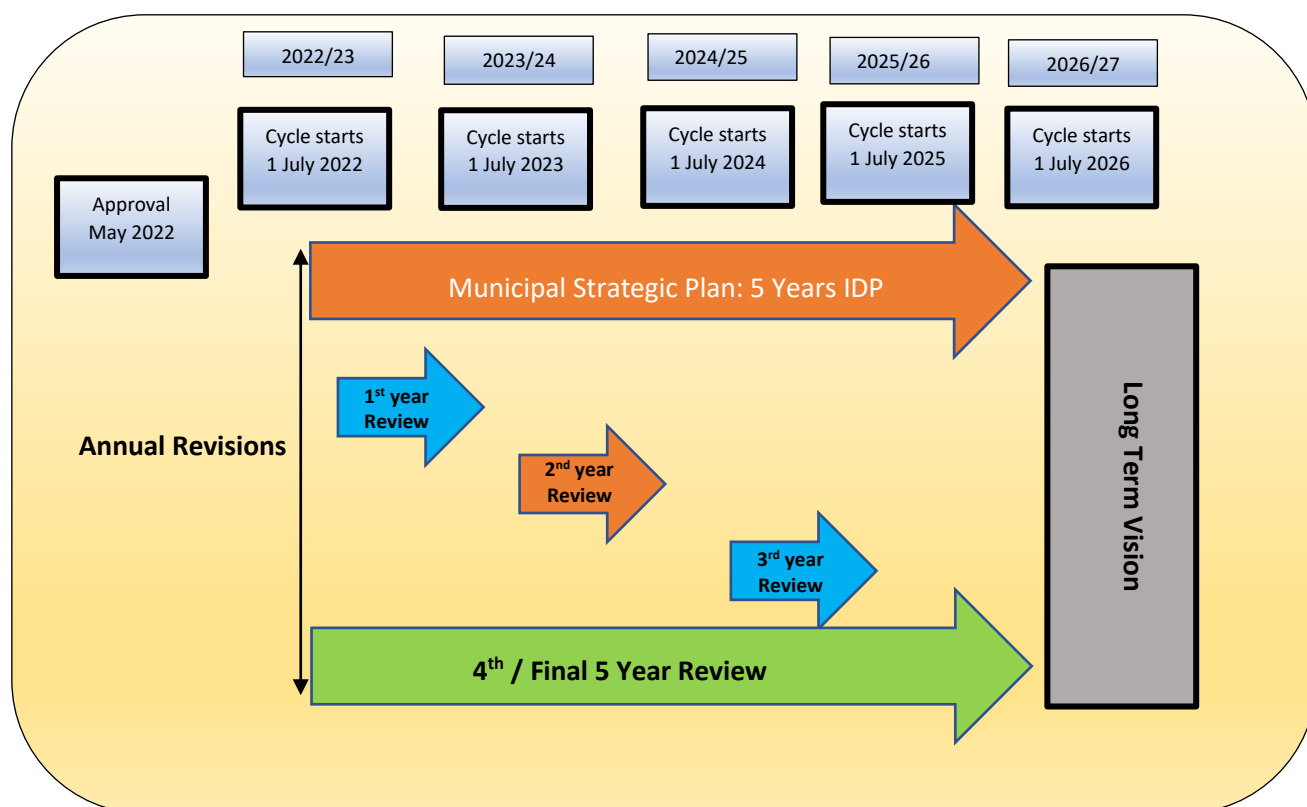 2022/23
2023/24
2024/25
2025/26
2026/27
Cycle starts
1 July 2022
Cycle starts
1 July 2023
Cycle starts
1 July 2024
Cycle starts
1 July 2025
Cycle starts
1 July 2026
Approval
May 2022
Municipal Strategic Plan: 5 Years IDP
Annual Revisions
1st year
Review
2nd year
Review
3rd year
Review
4th / Final 5 Year Review
Long Term Vision